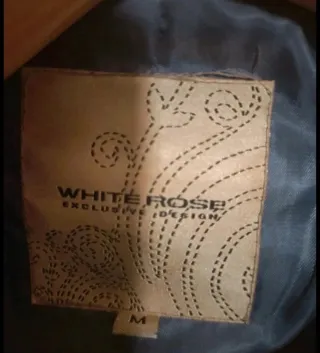 WHITE ROSE
EXCLUSIVE DESIGN
M